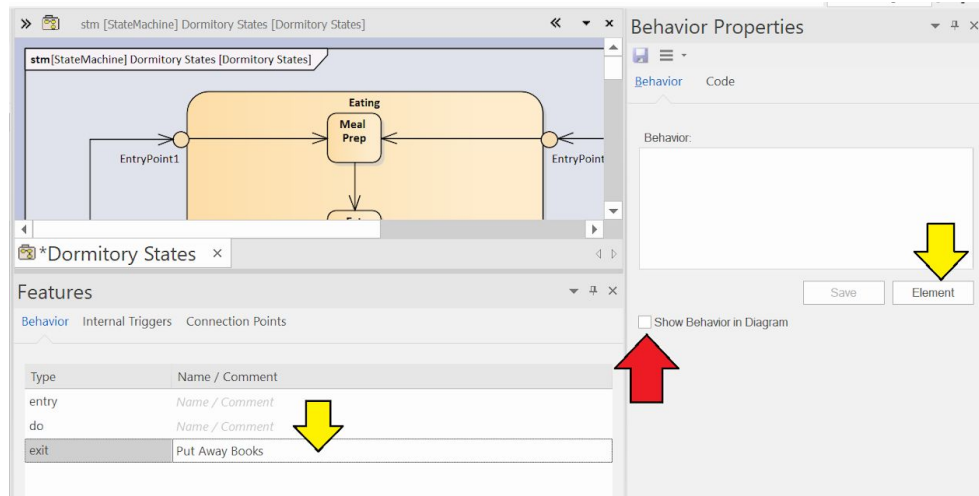 stm [StateMachine] Dormitory States [Dormitory States]
stm [StateMachine] Dormitory States [Dormitory States]
Eating
Meal
Prep
EntryPoint1
EntryPoint
*Dormitory States
Features
Behavior Internal Triggers Connection Points
Type Name / Comment
entry Name / Comment
do Name / Comment
exit Put Away Books
Behavior Properties
Behavior Code
Behavior:
Save Element
Show Behavior in Diagram